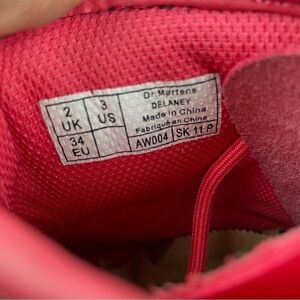 2 UK
3 US
34 EU
Dr.Martens
DELANEY
Made in China
Fabriqué en Chine
AW004 SK 11 P